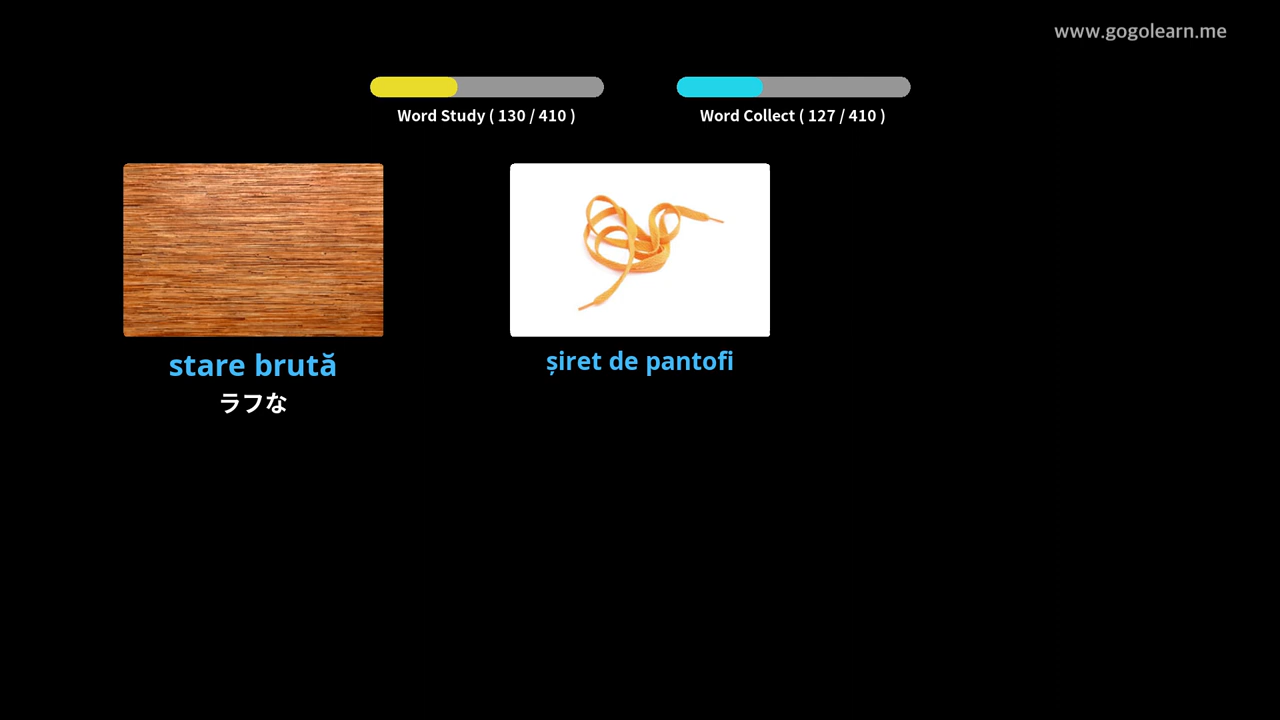 www.gogolearn.me
Word Study ( 130 / 410 )
Word Collect ( 127 / 410 )
stare brută
ラフな
șiret de pantofi